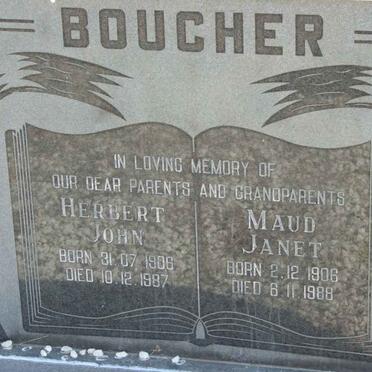 BOUCHER
IN LOVING MEMORY OF
OUR DEAR PARENTS AND GRANDPARENTS
HERBERT
JOHN
BORN 31.07.1906
DIED 10.12.1987
MAUD
JANET
BORN 2.12.1906
DIED 6.11.1988